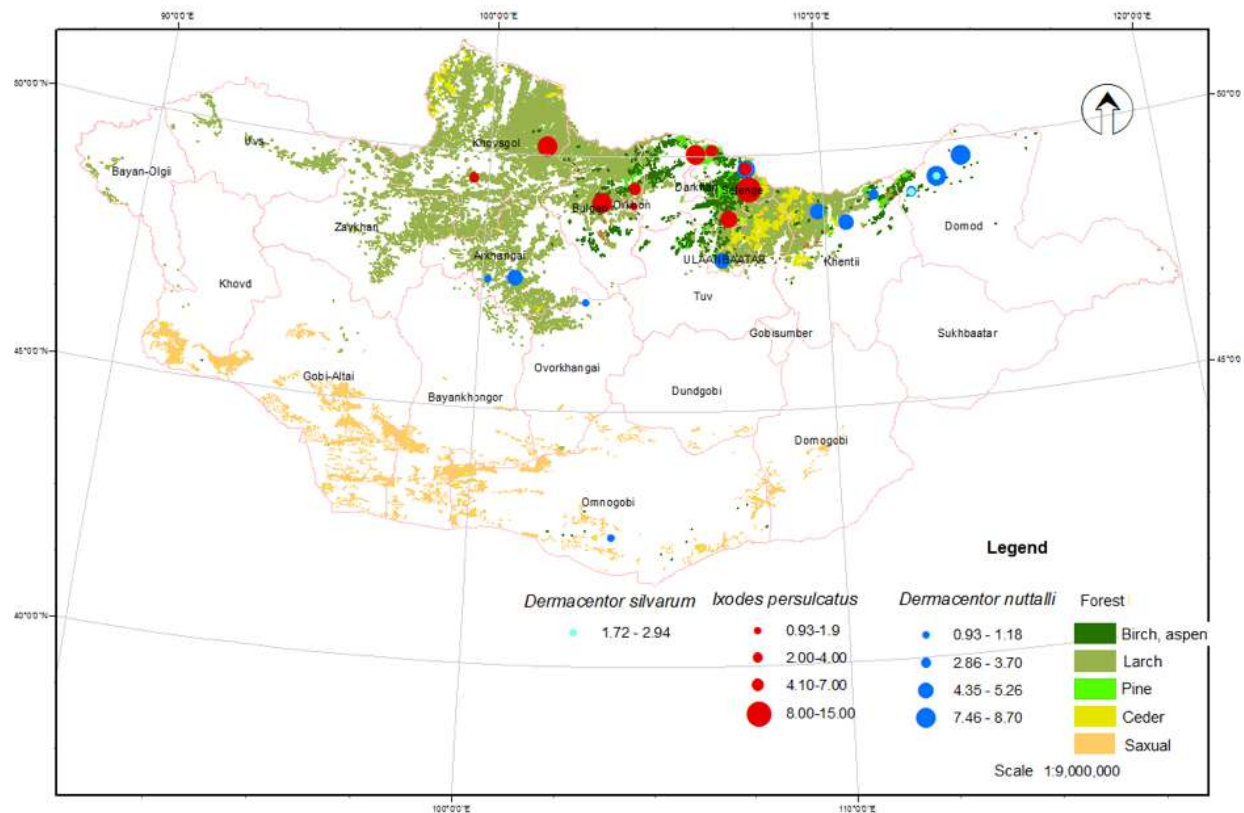 90°0'0"E 100°0'0"E 110°0'0"E 120°0'0"E
50°0'0"N
Uvs
Khovsgol
Bayan-Olgii
Darkhan
Selenge
Bulgan
Orkhon
Zavkhan
Domod
Arkhangai
ULAANBAATAR
Khentii
Khovd
Tuv
Gobisumber
Sukhbaatar
45°0'0"N
Gobi-Altai
Ovorkhangai
Bayankhongor
Dundgobi
Domogobi
Omnogobi
40°0'0"N
Legend
Dermacentor silvarum
1.72 - 2.94
Ixodes persulcatus
0.93-1.9
2.00-4.00
4.10-7.00
8.00-15.00
Dermacentor nuttalli
0.93 - 1.18
2.86 - 3.70
4.35 - 5.26
7.46 - 8.70
Forest
Birch, aspen
Larch
Pine
Ceder
Saxual
Scale 1:9,000,000
100°0'0"E 110°0'0"E